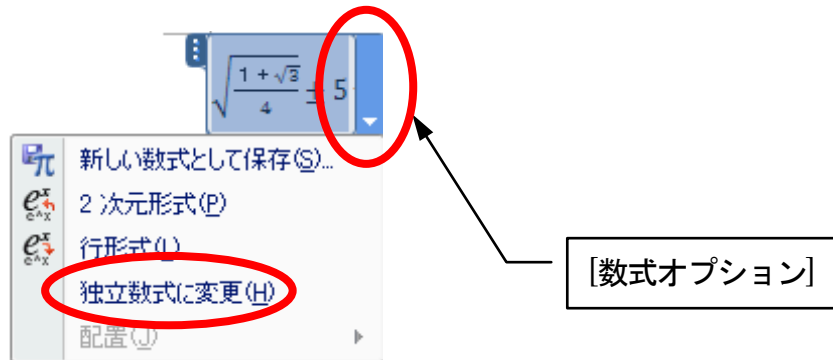 √((1 + √3)/4) ± 5
新しい数式として保存(S)...
2 次元形式(P)
行形式(L)
独立数式に変更(H)
配置(J)
[数式オプション]